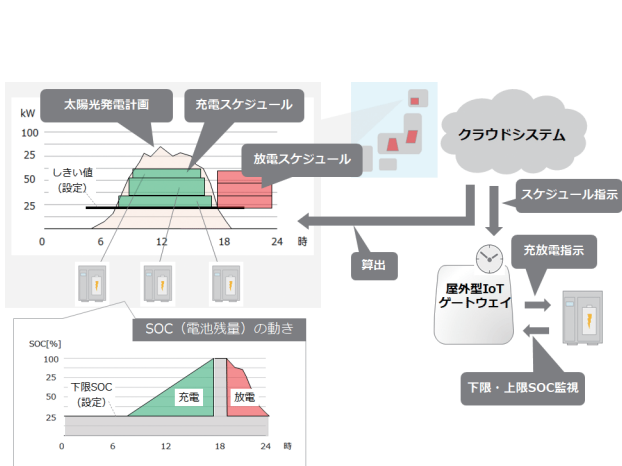 太陽光発電計画
充電スケジュール
kW
100
25
50
25
しきい値
（設定）
放電スケジュール
0 6 12 18 24 時
クラウドシステム
スケジュール指示
算出
充放電指示
屋外型IoT
ゲートウェイ
下限・上限SOC監視
SOC（電池残量）の動き
SOC[%]
100
25
50
25
下限SOC
（設定）
充電
放電
0 6 12 18 24 時